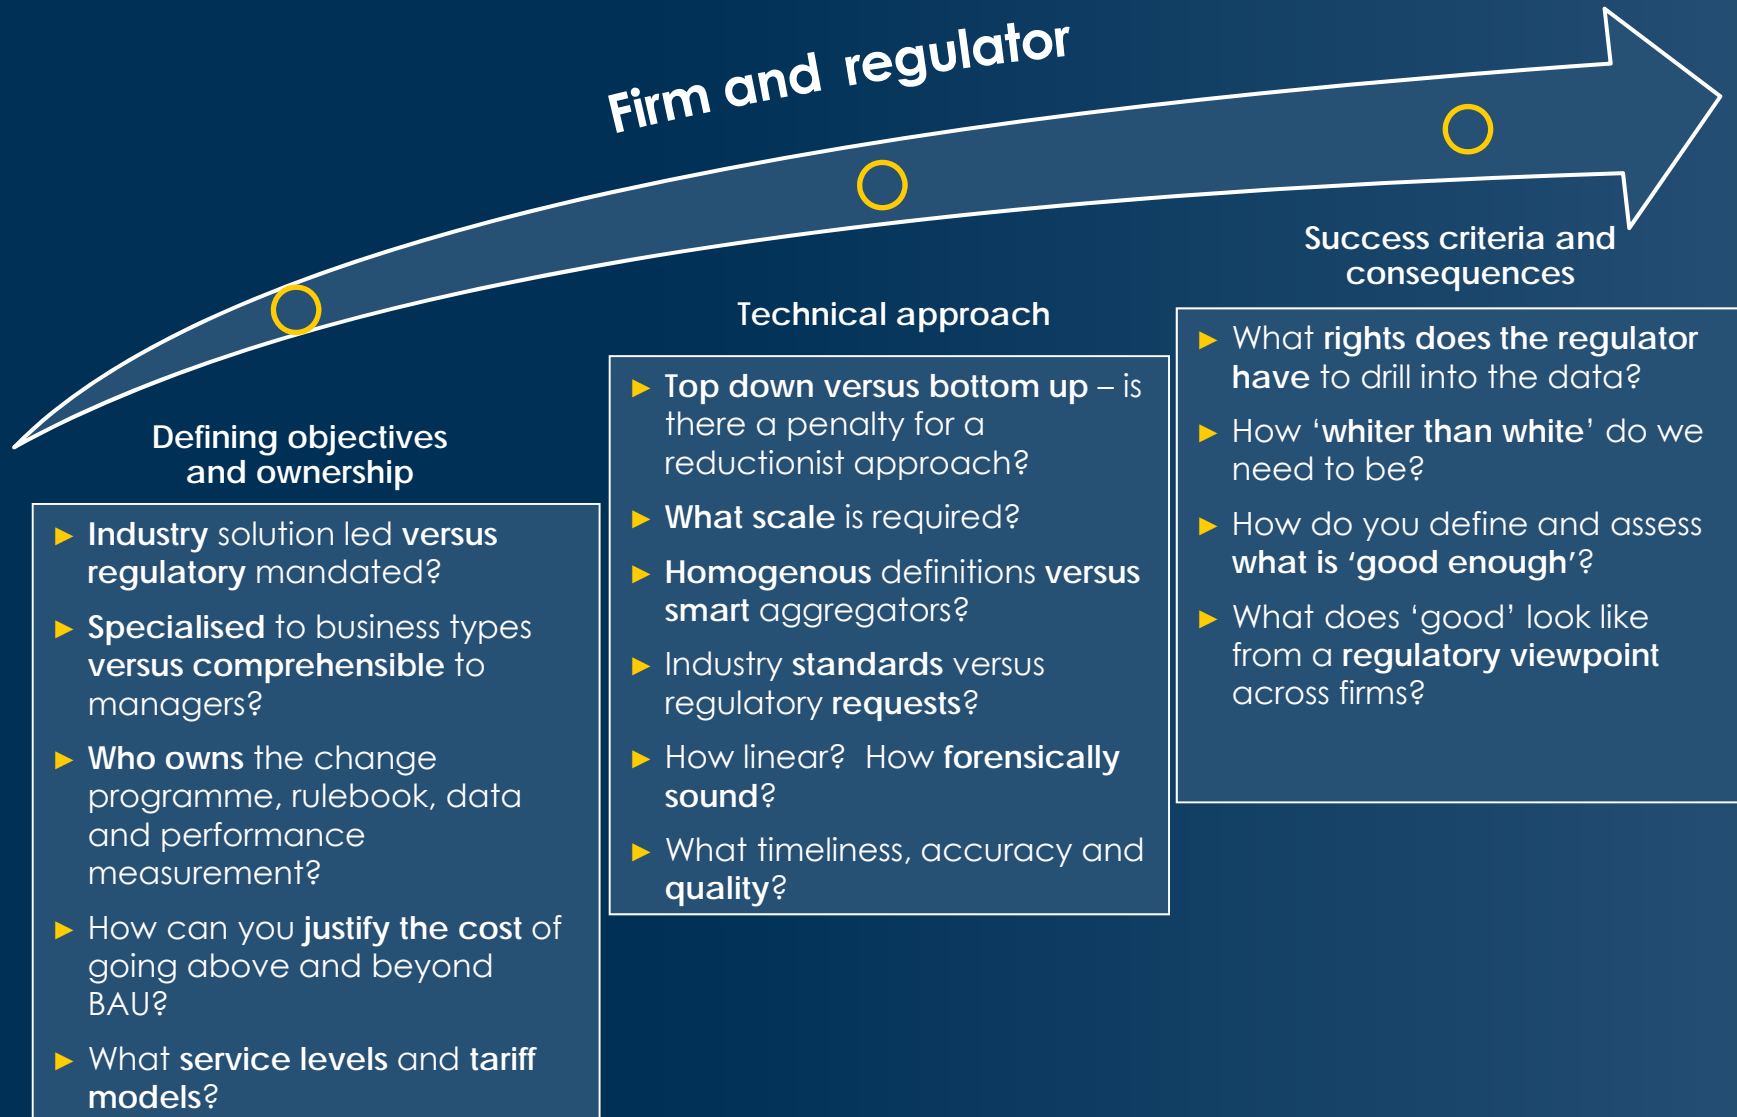 Firm and regulator
Defining objectives
and ownership
► Industry solution led versus
regulatory mandated?
► Specialised to business types
versus comprehensible to
managers?
► Who owns the change
programme, rulebook, data
and performance
measurement?
► How can you justify the cost of
going above and beyond
BAU?
► What service levels and tariff
models?
Technical approach
► Top down versus bottom up – is
there a penalty for a
reductionist approach?
► What scale is required?
► Homogenous definitions versus
smart aggregators?
► Industry standards versus
regulatory requests?
► How linear? How forensically
sound?
► What timeliness, accuracy and
quality?
Success criteria and
consequences
► What rights does the regulator
have to drill into the data?
► How ‘whiter than white’ do we
need to be?
► How do you define and assess
what is ‘good enough’?
► What does ‘good’ look like
from a regulatory viewpoint
across firms?